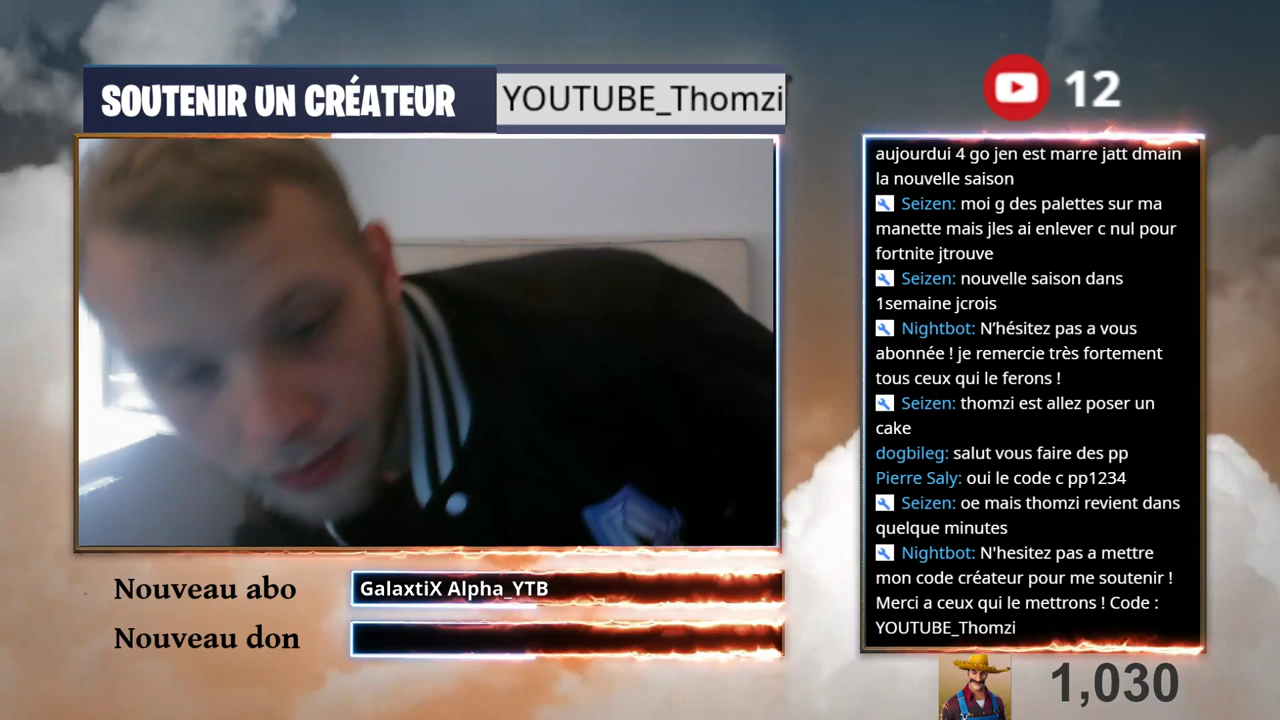 SOUTENIR UN CRÉATEUR
YOUTUBE_Thomzi
12
aujourdui 4 go jen est marre jatt dmain
la nouvelle saison
Seizen: moi g des palettes sur ma
manette mais jles ai enlever c nul pour
fortnite jtrouve
Seizen: nouvelle saison dans
1semaine jcrois
Nightbot: N’hésitez pas a vous
abonnée ! je remercie très fortement
tous ceux qui le ferons !
Seizen: thomzi est allez poser un
cake
dogbileg: salut vous faire des pp
Pierre Saly: oui le code c pp1234
Seizen: oe mais thomzi revient dans
quelque minutes
Nightbot: N'hesitez pas a mettre
mon code créateur pour me soutenir !
Merci a ceux qui le mettrons ! Code :
YOUTUBE_Thomzi
Nouveau abo
GalaxtiX Alpha_YTB
Nouveau don
1,030